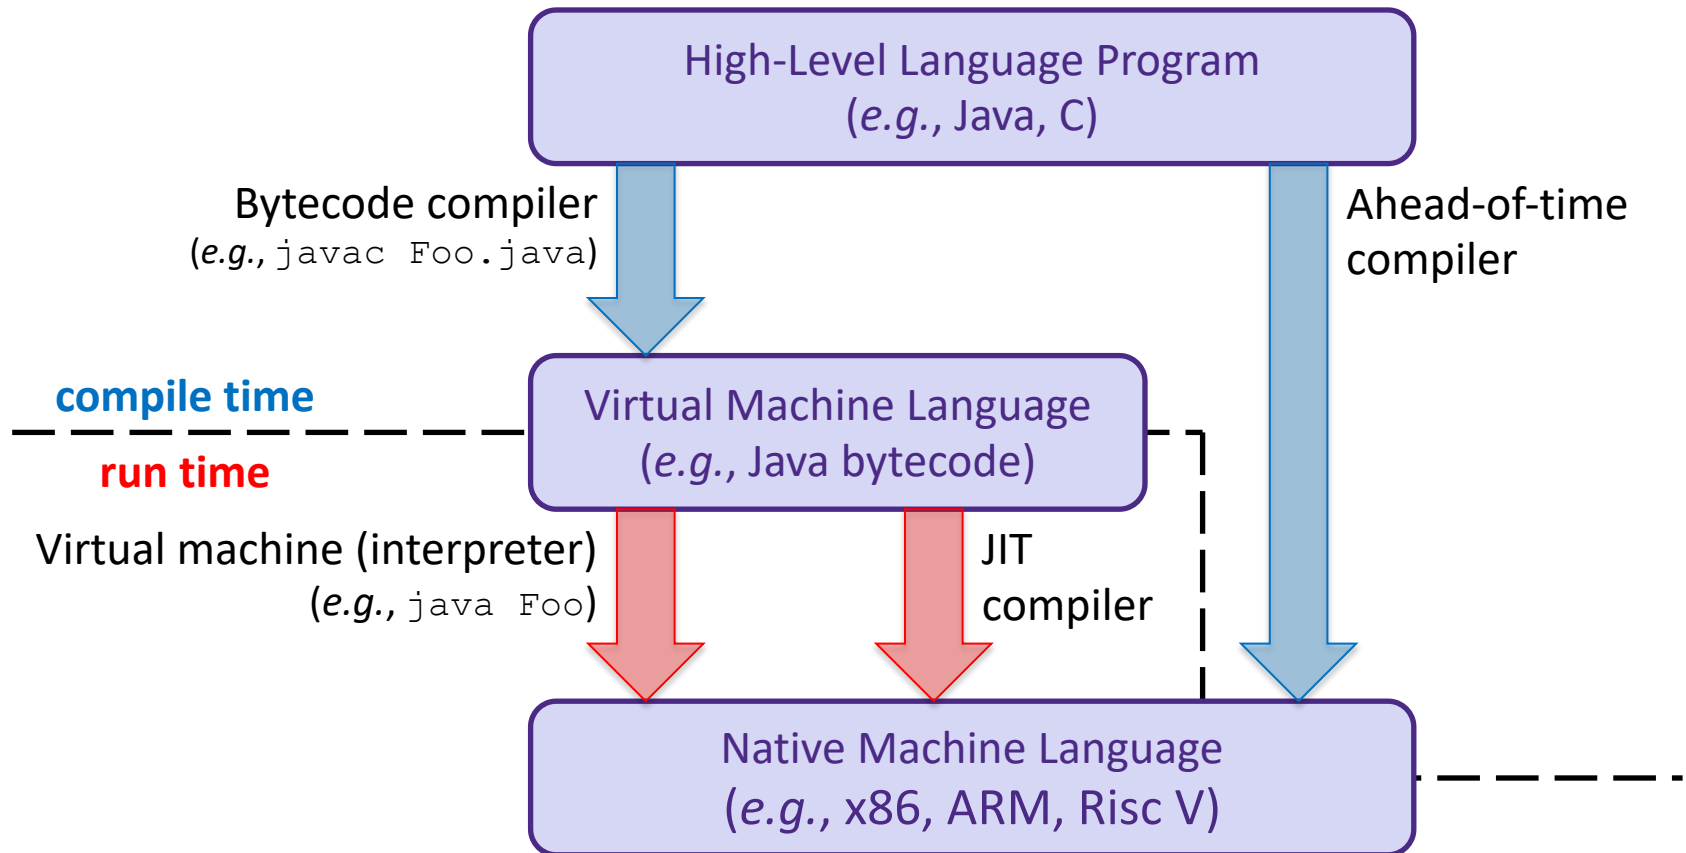 High-Level Language Program
(e.g., Java, C)
Bytecode compiler
(e.g., javac Foo.java)
Ahead-of-time
compiler
compile time
Virtual Machine Language
(e.g., Java bytecode)
run time
Virtual machine (interpreter)
(e.g., java Foo)
JIT
compiler
Native Machine Language
(e.g., x86, ARM, Risc V)